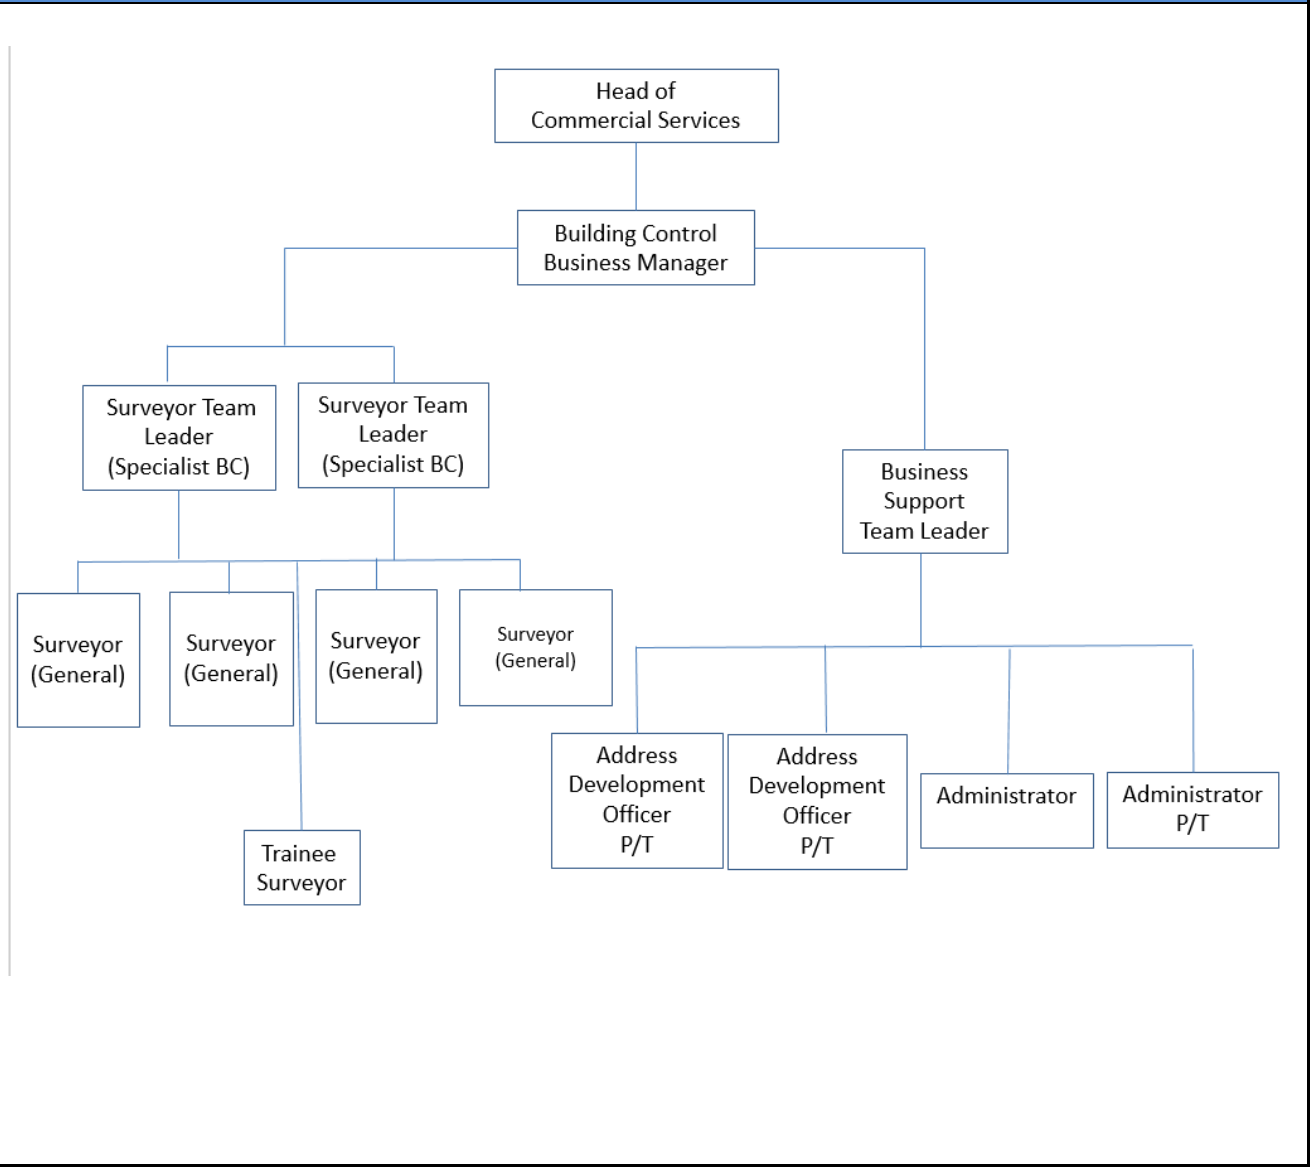 Head of
Commercial Services
Building Control
Business Manager
Surveyor Team
Leader
(Specialist BC)
Surveyor Team
Leader
(Specialist BC)
Business
Support
Team Leader
Surveyor
(General)
Surveyor
(General)
Surveyor
(General)
Surveyor
(General)
Trainee
Surveyor
Address
Development
Officer
P/T
Address
Development
Officer
P/T
Administrator
Administrator
P/T